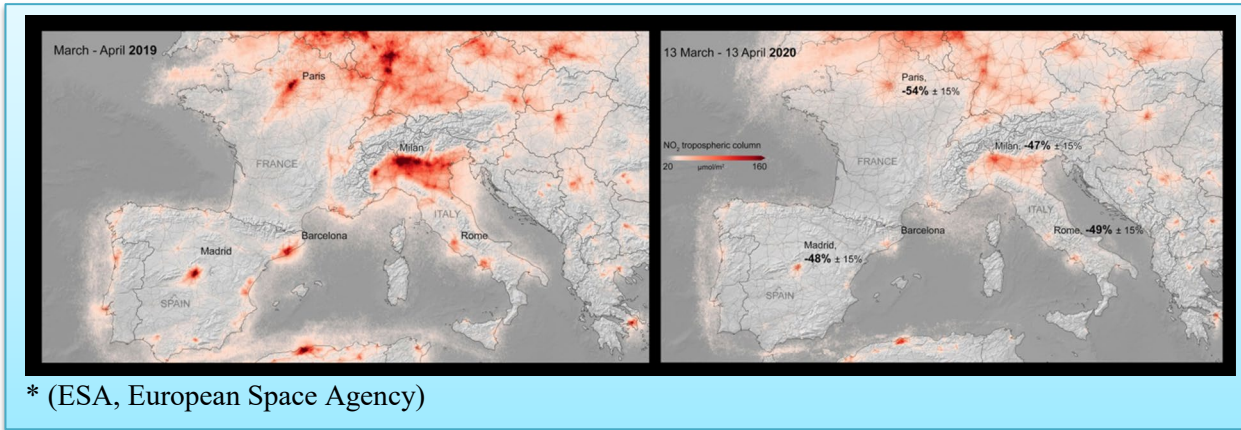 March - April 2019
Paris
Milan
FRANCE
ITALY
Barcelona
Rome
Madrid
SPAIN
13 March - 13 April 2020
Paris,
-54% ± 15%
NO₂ tropospheric column
20 µmol/m² 160
Milan, -47% ± 15%
FRANCE
ITALY
Barcelona
Rome, -49% ± 15%
Madrid,
-48% ± 15%
SPAIN
* (ESA, European Space Agency)